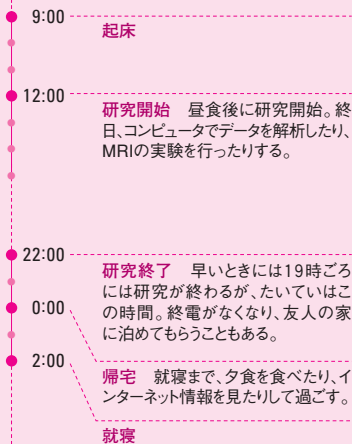 9:00
起床
12:00
研究開始　昼食後に研究開始。終
日、コンピュータでデータを解析したり、
MRIの実験を行ったりする。
22:00
研究終了　早いときには19時ごろ
には研究が終わるが、たいていはこ
の時間。終電がなくなり、友人の家
に泊めてもらうこともある。
0:00
帰宅　就寝まで、夕食を食べたり、イ
ンターネット情報を見たりして過ごす。
2:00
就寝